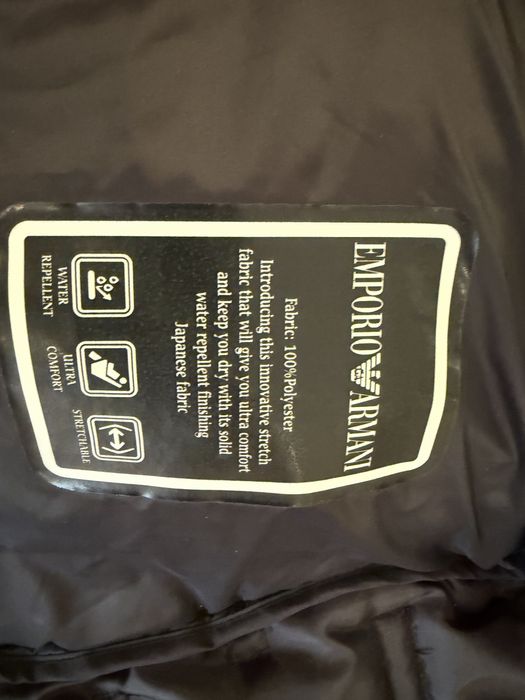 EMPORIO ARMANI
Fabric: 100%Polyester
Introducing this innovative stretch
fabric that will give you ultra comfort
and keep you dry with its solid
water repellent finishing
Japanese fabric
WATER
REPELLENT
ULTRA
COMFORT
STRETCHABLE